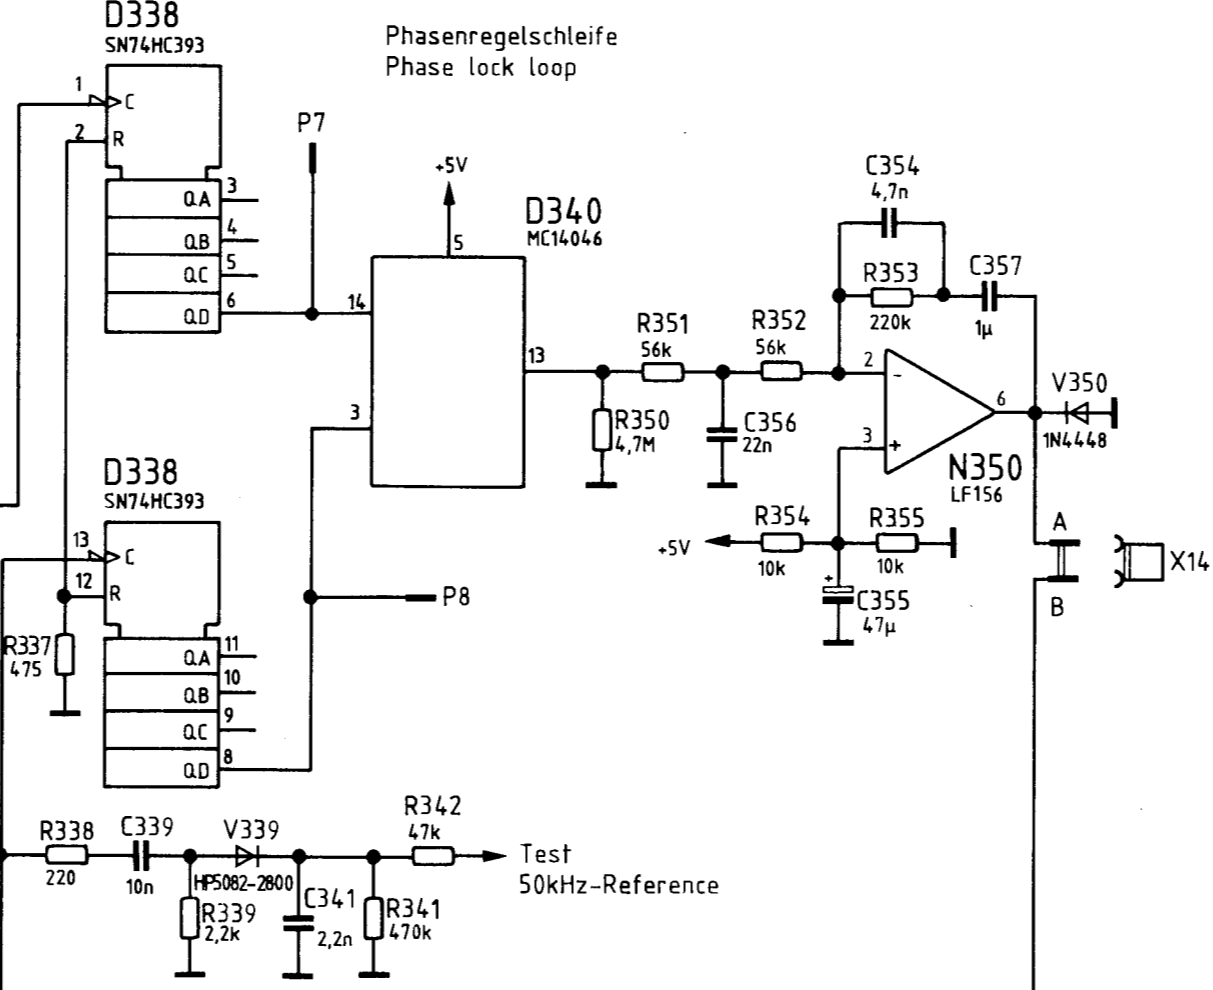 D338
SN74HC393
Phasenregelschleife
Phase lock loop
1
C
2
R
P7
+5V
C354
4,7n
QA
3
QB
4
QC
5
QD
6
D340
MC14046
5
14
13
3
R351
56k
R352
56k
R353
220k
C357
1µ
2
-
3
+
6
V350
1N4448
R350
4,7M
C356
22n
N350
LF156
D338
SN74HC393
13
C
12
R
R354
10k
R355
10k
+5V
+
C355
47µ
A
B
X14
P8
R337
475
QA
11
QB
10
QC
9
QD
8
R338
220
C339
10n
V339
HP5082-2800
R342
47k
Test
50kHz-Reference
R339
2,2k
C341
2,2n
R341
470k